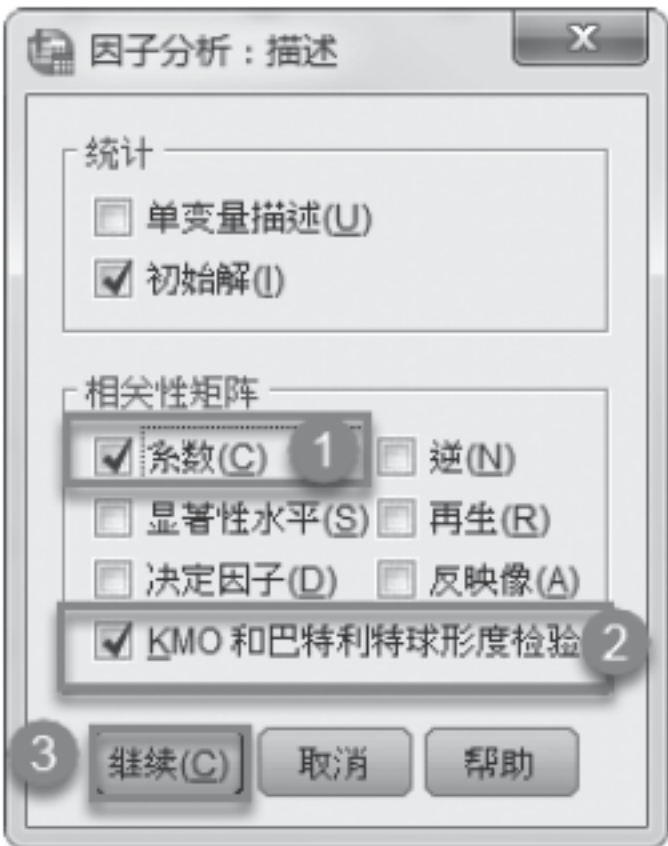 因子分析：描述
统计
单变量描述(U)
初始解(I)
相关性矩阵
系数(C) 1 逆(N)
显著性水平(S) 再生(R)
决定因子(D) 反映像(A)
KMO 和巴特利特球形度检验 2
3 继续(C) 取消 帮助